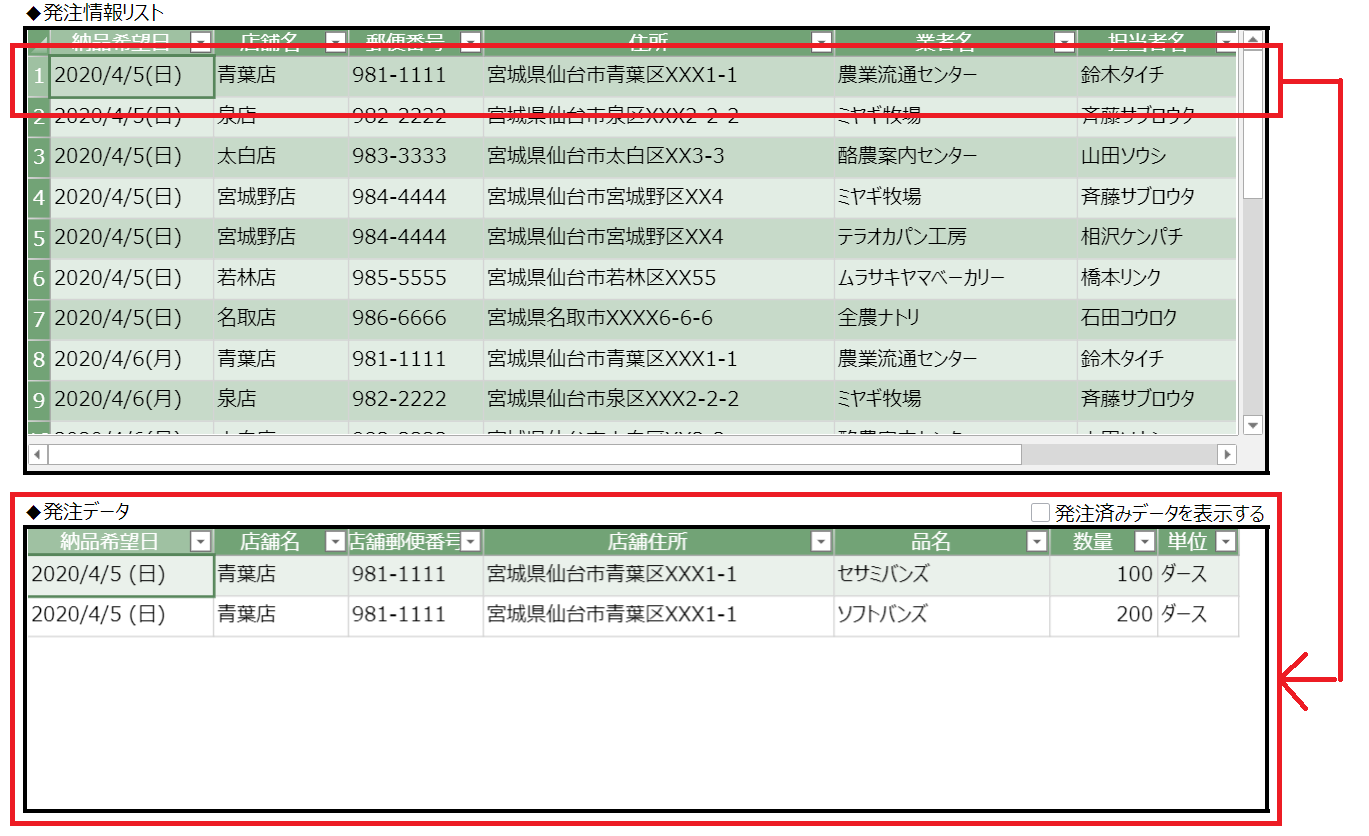 ◆発注情報リスト
納品希望日 店舗名 郵便番号 住所 業者名 担当者名
1 2020/4/5(日) 青葉店 981-1111 宮城県仙台市青葉区XXX1-1 農業流通センター 鈴木タイチ
2 2020/4/5(日) 泉店 982-2222 宮城県仙台市泉区XXX2-2-2 ミヤギ牧場 斉藤サブロウタ
3 2020/4/5(日) 太白店 983-3333 宮城県仙台市太白区XX3-3 酪農案内センター 山田ソウシ
4 2020/4/5(日) 宮城野店 984-4444 宮城県仙台市宮城野区XX4 ミヤギ牧場 斉藤サブロウタ
5 2020/4/5(日) 宮城野店 984-4444 宮城県仙台市宮城野区XX4 テラオカパン工房 相沢ケンパチ
6 2020/4/5(日) 若林店 985-5555 宮城県仙台市若林区XX55 ムラサキヤマベーカリー 橋本リンク
7 2020/4/5(日) 名取店 986-6666 宮城県名取市XXXX6-6-6 全農ナトリ 石田コウロク
8 2020/4/6(月) 青葉店 981-1111 宮城県仙台市青葉区XXX1-1 農業流通センター 鈴木タイチ
9 2020/4/6(月) 泉店 982-2222 宮城県仙台市泉区XXX2-2-2 ミヤギ牧場 斉藤サブロウタ
◆発注データ 発注済みデータを表示する
納品希望日 店舗名 店舗郵便番号 店舗住所 品名 数量 単位
2020/4/5 (日) 青葉店 981-1111 宮城県仙台市青葉区XXX1-1 セサミバンズ 100 ダース
2020/4/5 (日) 青葉店 981-1111 宮城県仙台市青葉区XXX1-1 ソフトバンズ 200 ダース